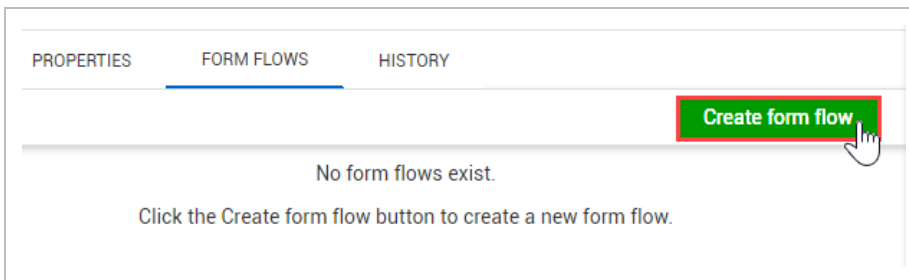 PROPERTIES FORM FLOWS HISTORY
Create form flow
No form flows exist.
Click the Create form flow button to create a new form flow.